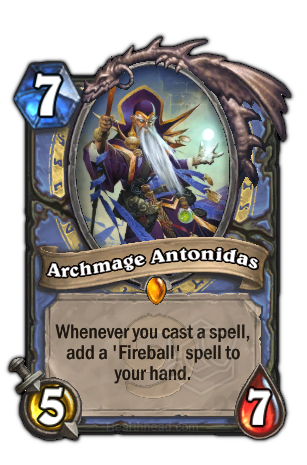 7
Archmage Antonidas
Whenever you cast a spell,
add a 'Fireball' spell to
your hand.
5
7